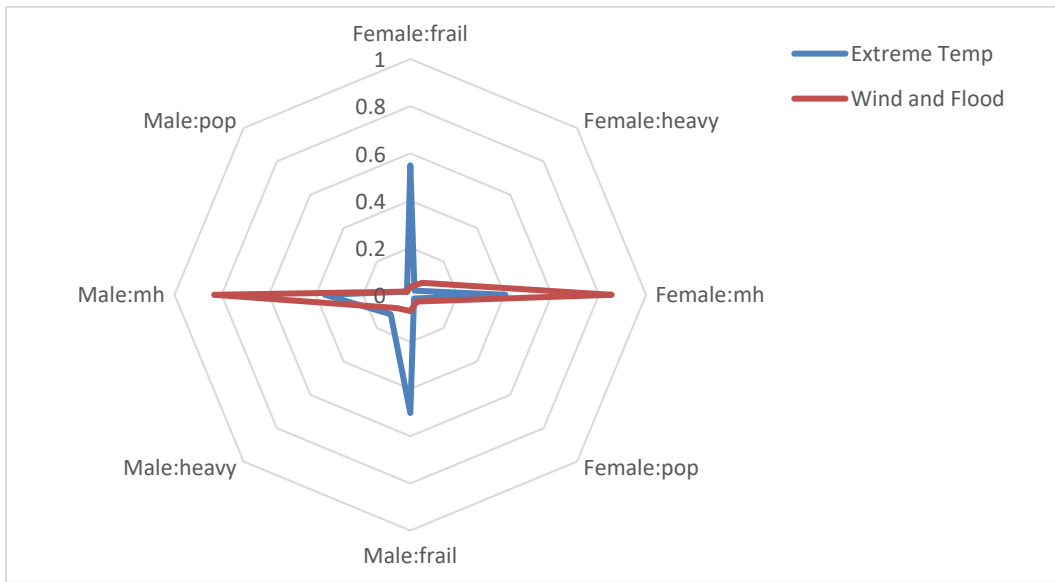 Female:frail
1
Extreme Temp
0.8
Wind and Flood
Male:pop
Female:heavy
0.6
0.4
0.2
0
Male:mh
Female:mh
Male:heavy
Female:pop
Male:frail